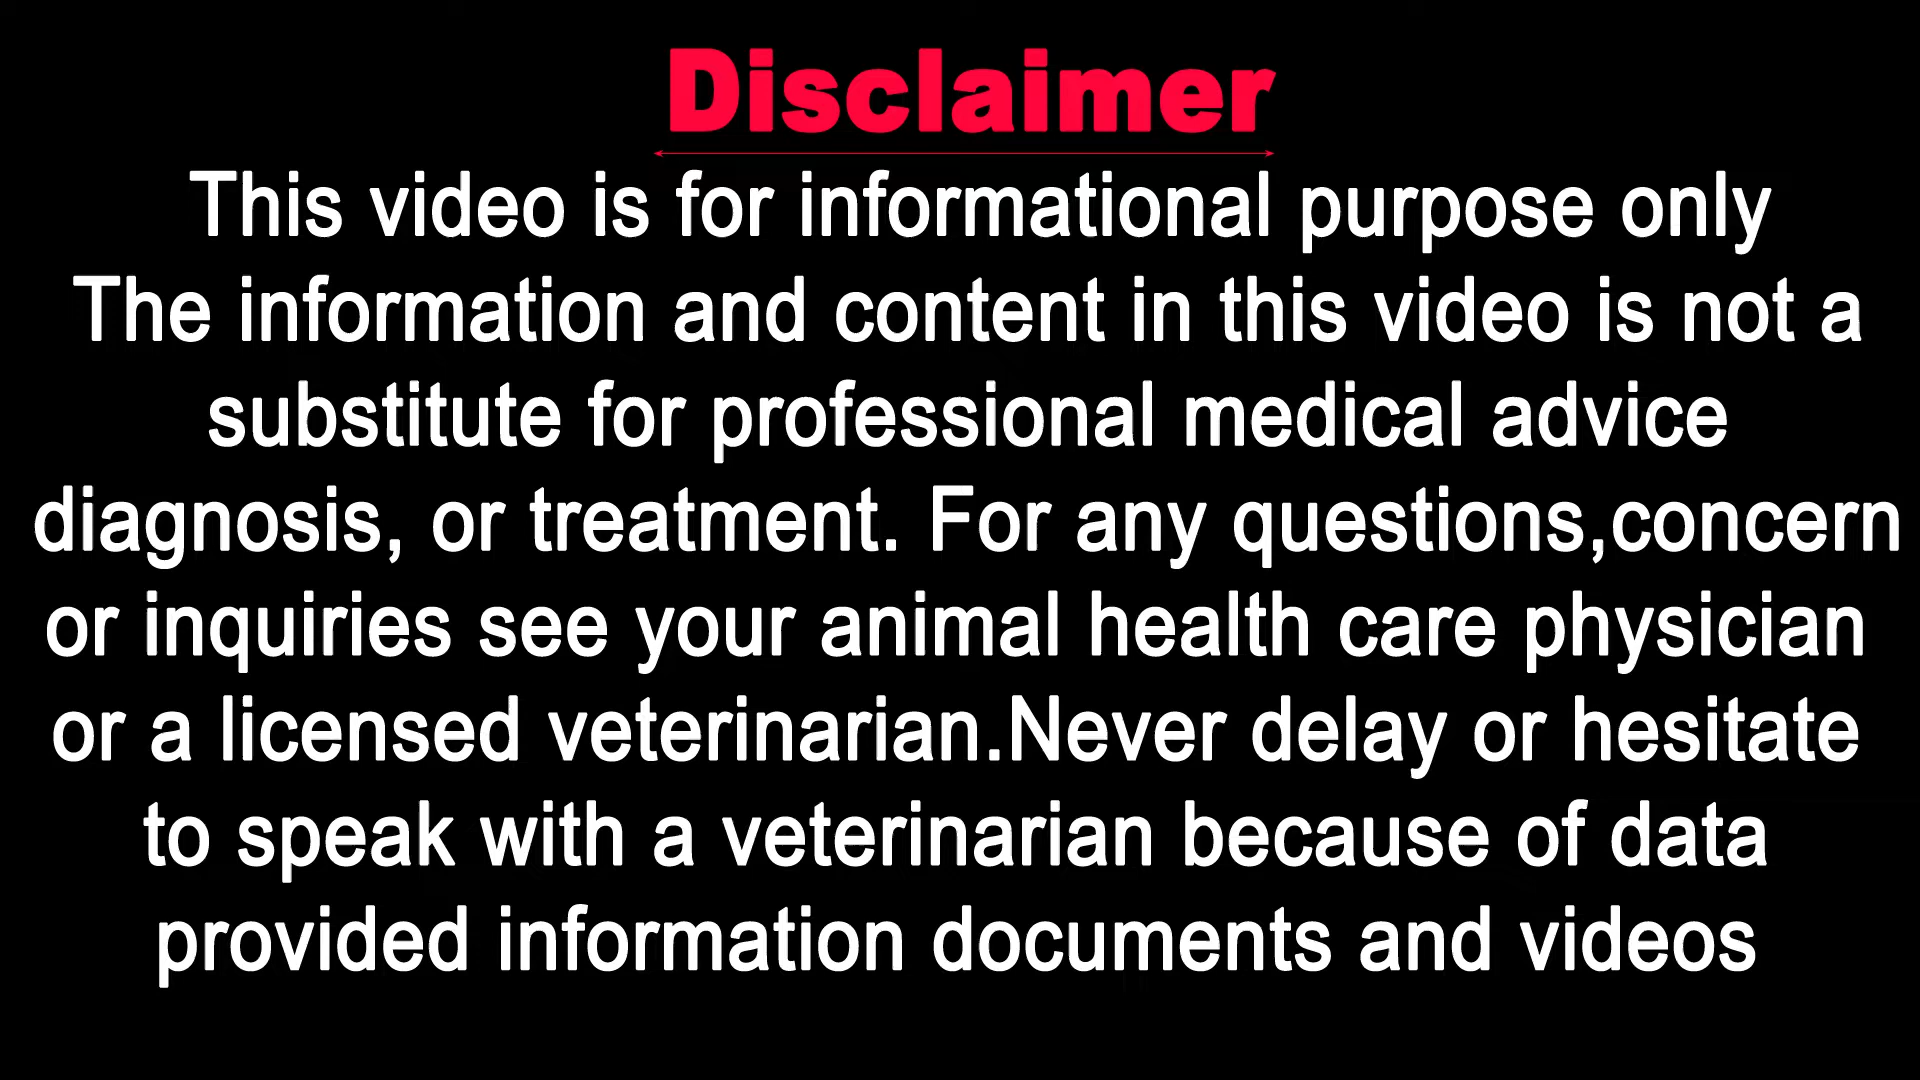 Disclaimer
This video is for informational purpose only
The information and content in this video is not a
substitute for professional medical advice
diagnosis, or treatment. For any questions,concern
or inquiries see your animal health care physician
or a licensed veterinarian.Never delay or hesitate
to speak with a veterinarian because of data
provided information documents and videos